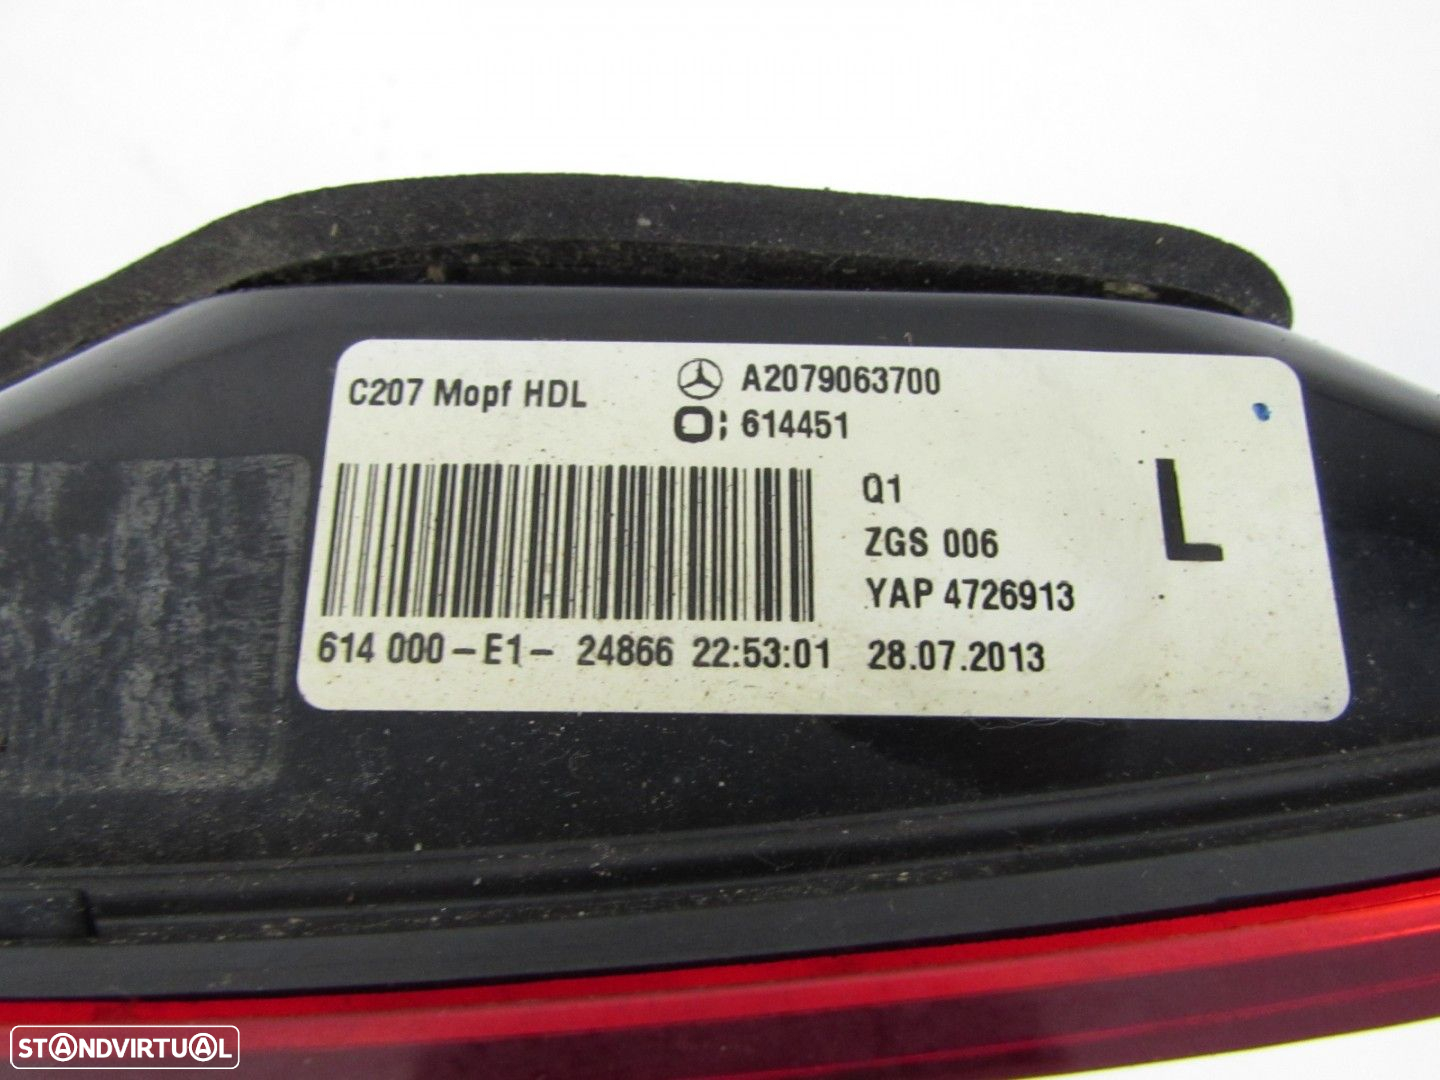 C207 Mopf HDL
A2079063700
614451
Q1
ZGS 006
YAP 4726913
L
614 000-E1- 24866 22:53:01 28.07.2013
STANDVIRTUAL